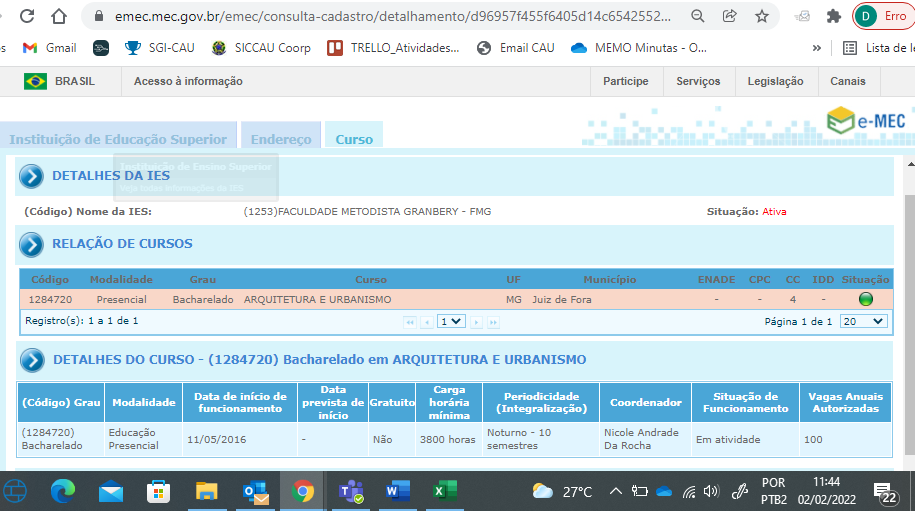 emec.mec.gov.br/emec/consulta-cadastro/detalhamento/d96957f455f6405d14c6542552...
D Erro
s Gmail SGI-CAU SICCAU Coorp TRELLO_Atividades... Email CAU MEMO Minutas - O... » Lista de le
BRASIL Acesso à informação Participe Serviços Legislação Canais
e-MEC
Instituição de Educação Superior Endereço Curso
Instituição de Ensino Superior
Veja todas informações da IES
DETALHES DA IES
(Código) Nome da IES: (1253)FACULDADE METODISTA GRANBERY - FMG Situação: Ativa
RELAÇÃO DE CURSOS
Código Modalidade Grau Curso UF Município ENADE CPC CC IDD Situação
1284720 Presencial Bacharelado ARQUITETURA E URBANISMO MG Juiz de Fora - - 4 -
Registro(s): 1 a 1 de 1 1 Página 1 de 1 20
DETALHES DO CURSO - (1284720) Bacharelado em ARQUITETURA E URBANISMO
(Código) Grau Modalidade Data de início de funcionamento Data prevista de início Gratuito Carga horária mínima Periodicidade (Integralização) Coordenador Situação de Funcionamento Vagas Anuais Autorizadas
(1284720) Bacharelado Educação Presencial 11/05/2016 - Não 3800 horas Noturno - 10 semestres Nicole Andrade Da Rocha Em atividade 100
27°C POR PTB2 11:44 02/02/2022 22